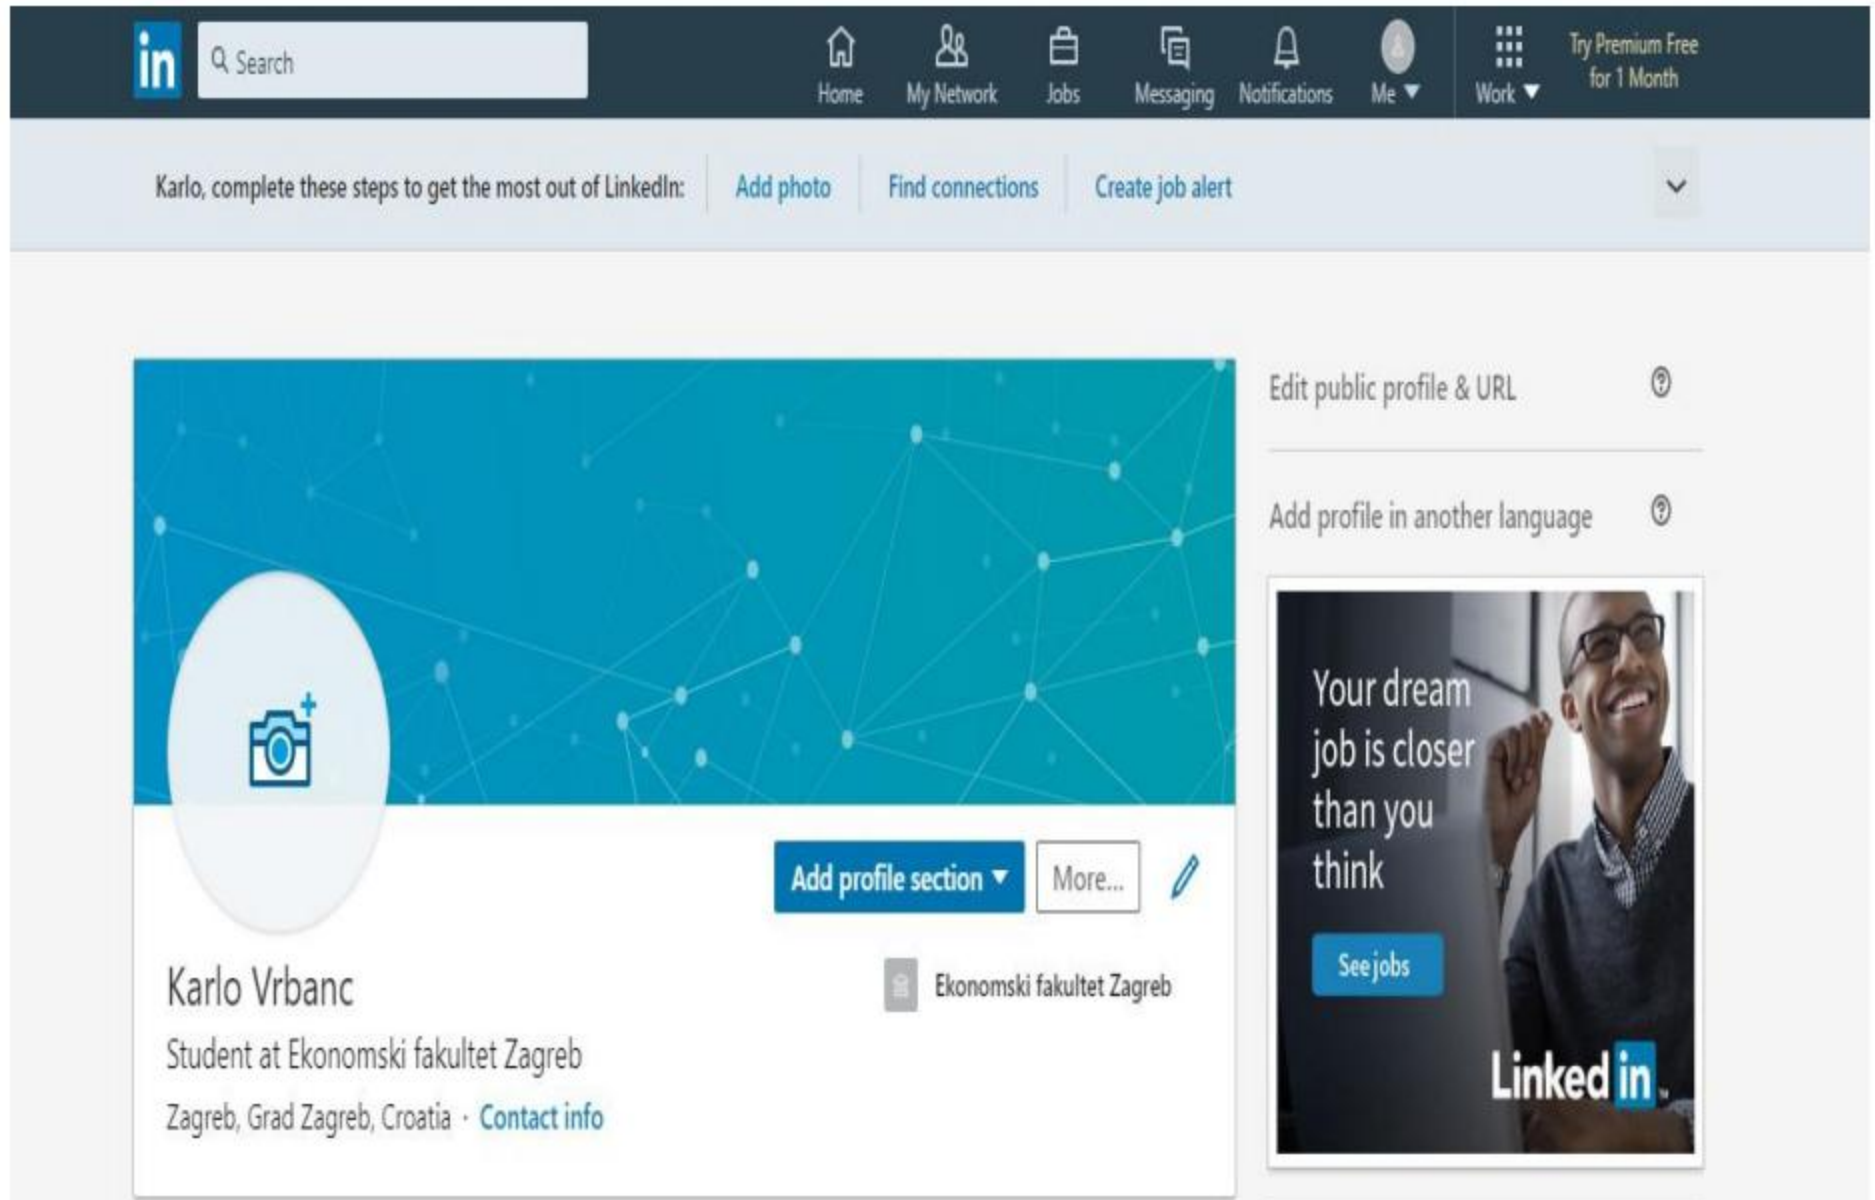 in
Search
Home
My Network
Jobs
Messaging
Notifications
Me
Work
Try Premium Free
for 1 Month
Karlo, complete these steps to get the most out of LinkedIn:
Add photo
Find connections
Create job alert
Edit public profile & URL
Add profile in another language
Your dream
job is closer
than you
think
See jobs
Linked in
Add profile section
More...
Karlo Vrbanc
Ekonomski fakultet Zagreb
Student at Ekonomski fakultet Zagreb
Zagreb, Grad Zagreb, Croatia · Contact info